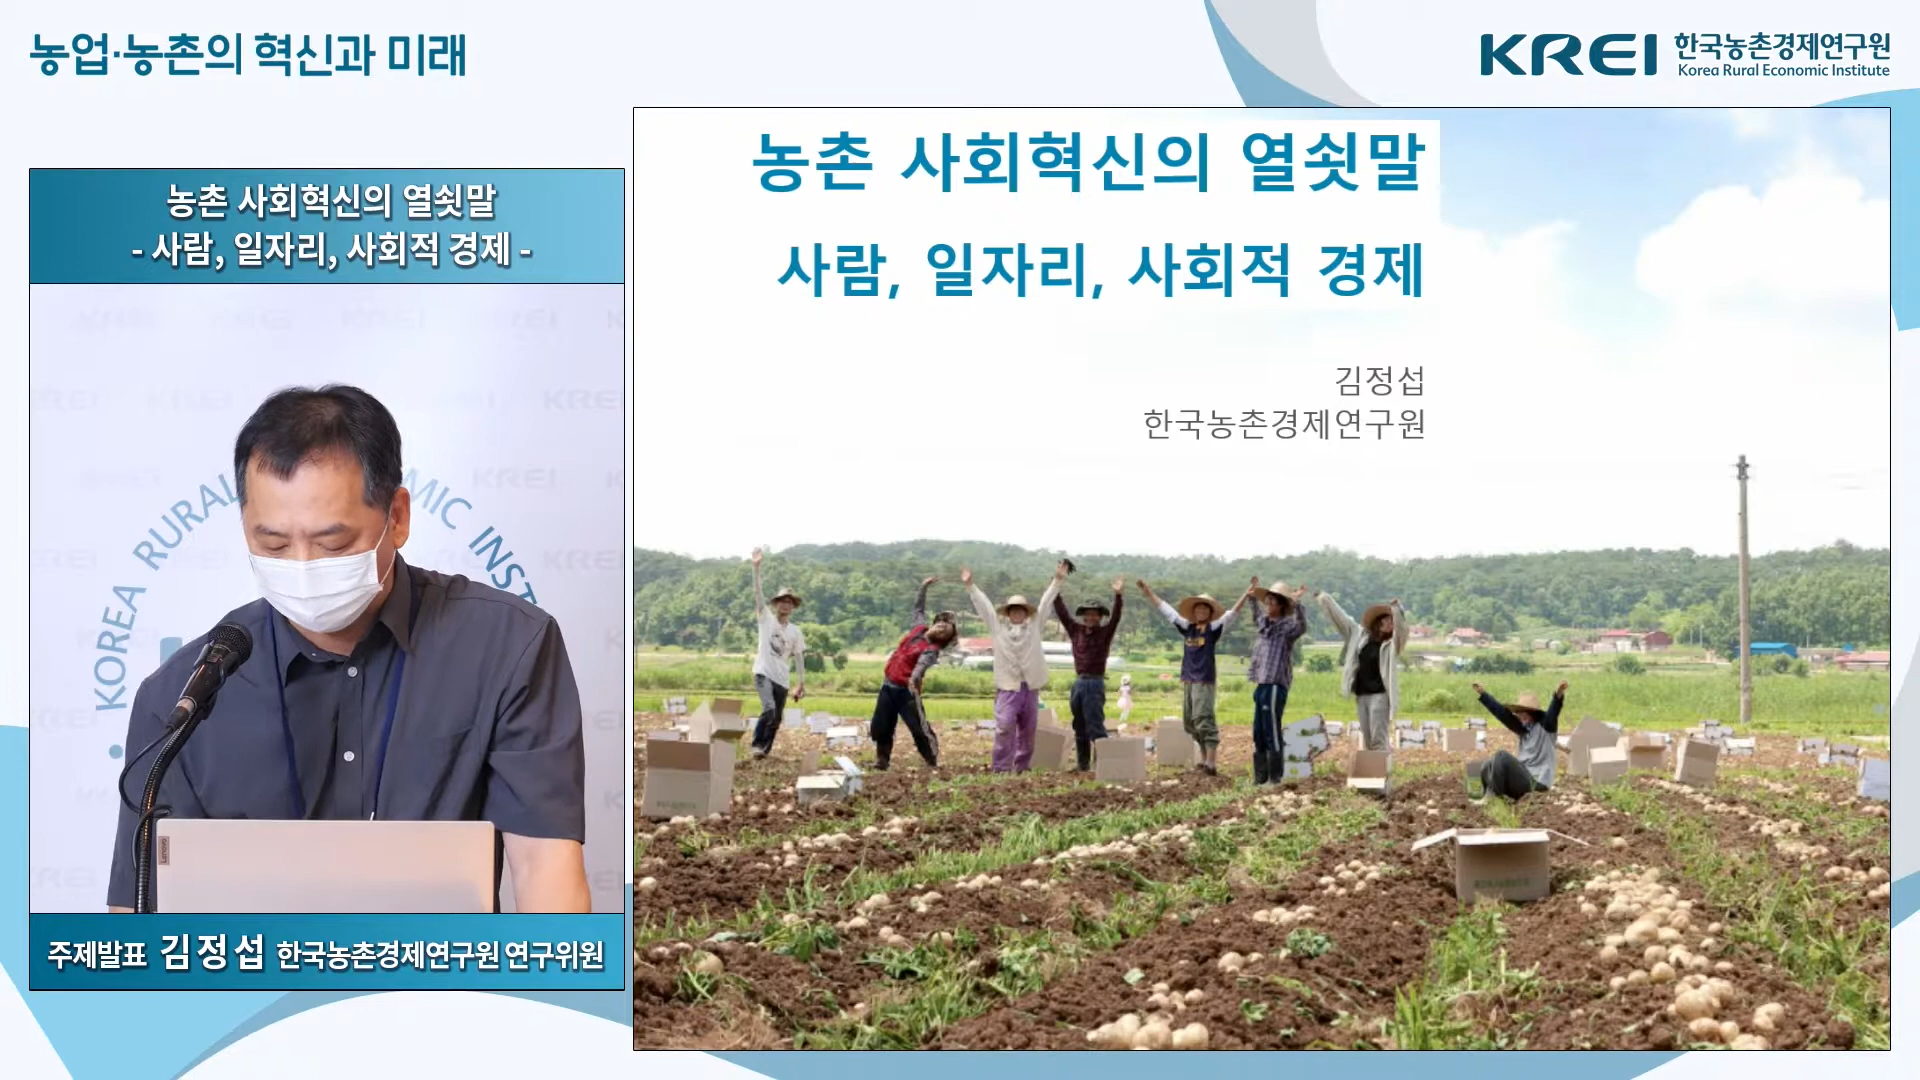 농업·농촌의 혁신과 미래
KREI 한국농촌경제연구원
Korea Rural Economic Institute
농촌 사회혁신의 열쇳말
- 사람, 일자리, 사회적 경제 -
KREI
KOREA RURAL
MIC INST
Lenovo
주제발표 김정섭 한국농촌경제연구원 연구위원
농촌 사회혁신의 열쇳말
사람, 일자리, 사회적 경제
김정섭
한국농촌경제연구원